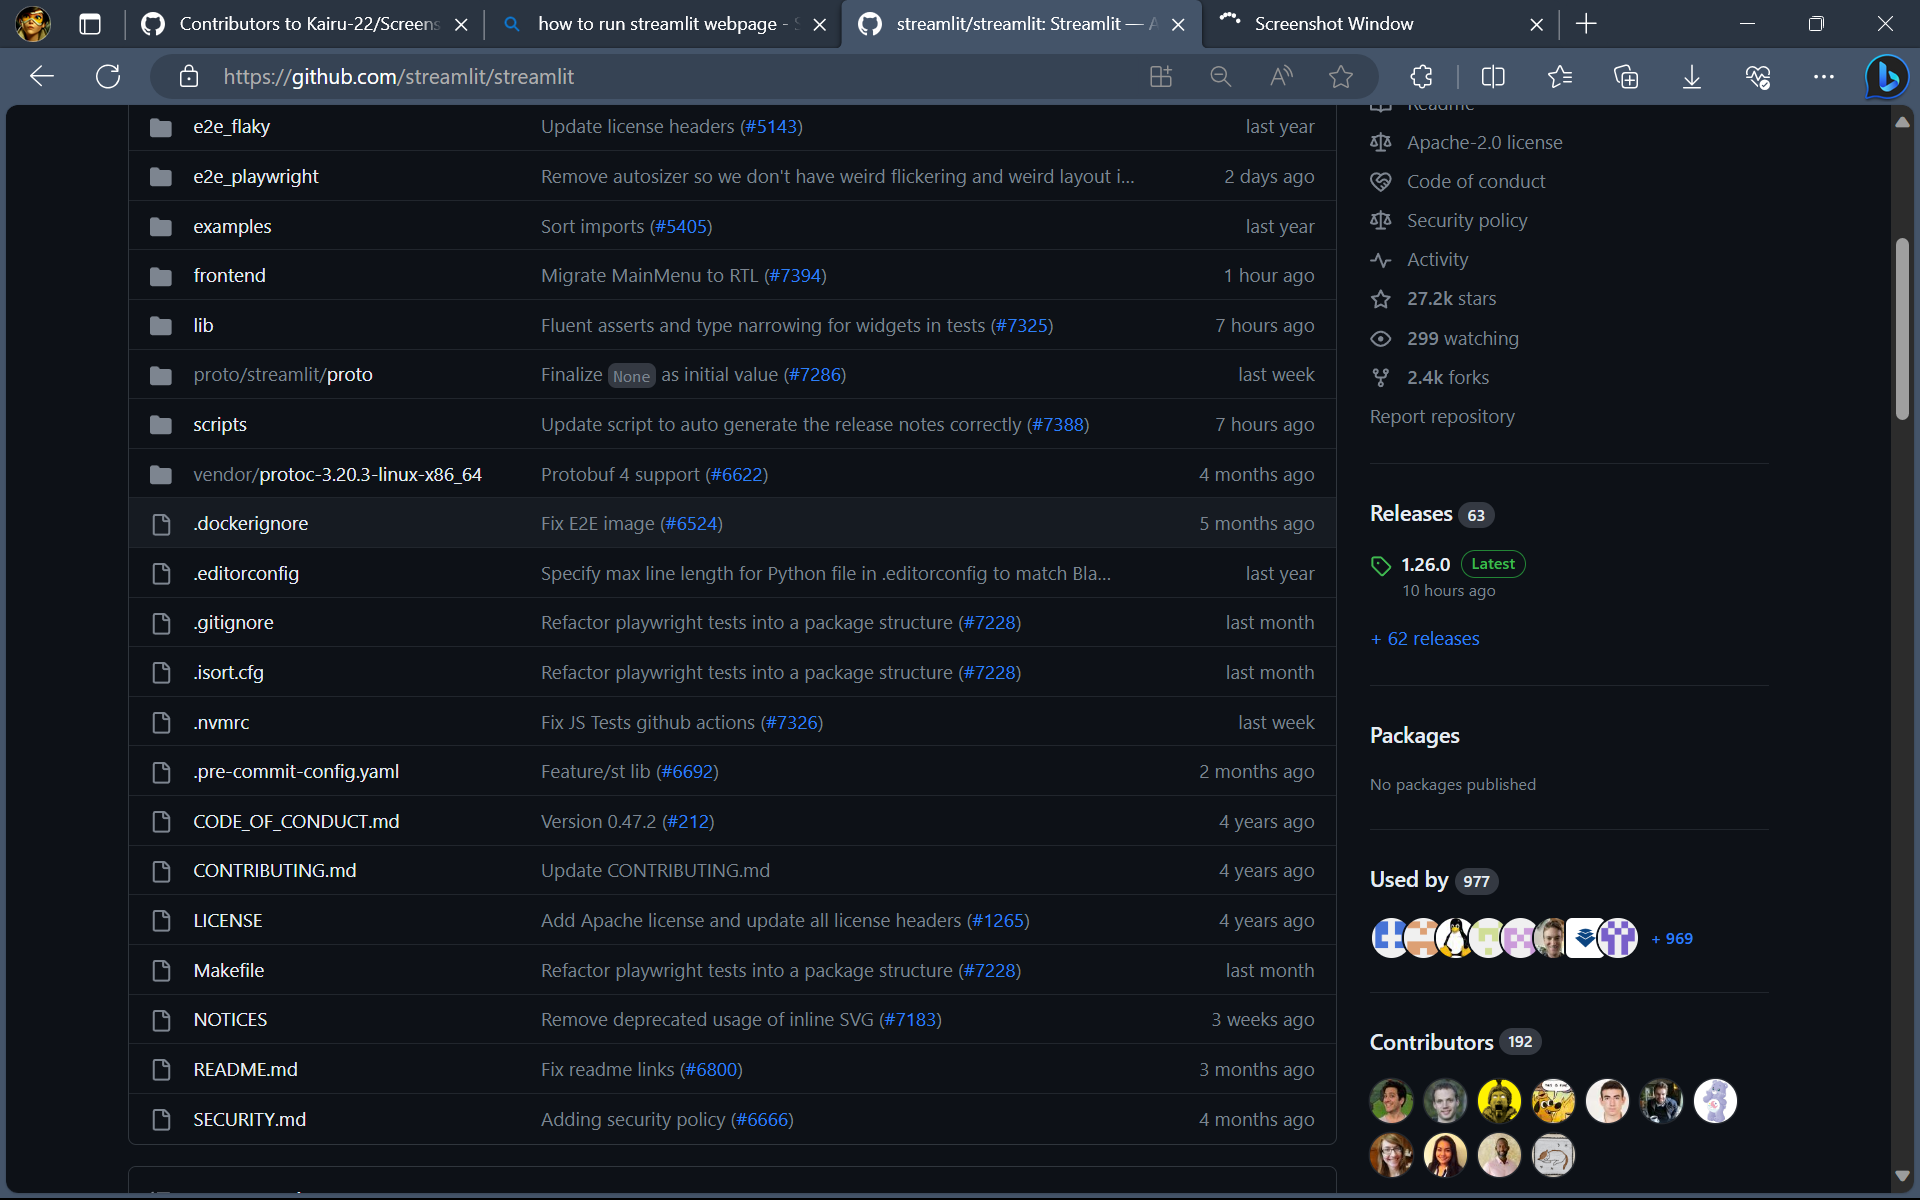 Contributors to Kairu-22/Screens
how to run streamlit webpage - S
streamlit/streamlit: Streamlit — A
Screenshot Window
https://github.com/streamlit/streamlit
Readme
e2e_flaky Update license headers (#5143) last year
Apache-2.0 license
e2e_playwright Remove autosizer so we don't have weird flickering and weird layout i... 2 days ago
Code of conduct
examples Sort imports (#5405) last year
Security policy
frontend Migrate MainMenu to RTL (#7394) 1 hour ago
Activity
27.2k stars
lib Fluent asserts and type narrowing for widgets in tests (#7325) 7 hours ago
299 watching
proto/streamlit/proto Finalize None as initial value (#7286) last week
2.4k forks
scripts Update script to auto generate the release notes correctly (#7388) 7 hours ago
Report repository
vendor/protoc-3.20.3-linux-x86_64 Protobuf 4 support (#6622) 4 months ago
.dockerignore Fix E2E image (#6524) 5 months ago
Releases 63
.editorconfig Specify max line length for Python file in .editorconfig to match Bla... last year
1.26.0 Latest
10 hours ago
.gitignore Refactor playwright tests into a package structure (#7228) last month
+ 62 releases
.isort.cfg Refactor playwright tests into a package structure (#7228) last month
.nvmrc Fix JS Tests github actions (#7326) last week
Packages
.pre-commit-config.yaml Feature/st lib (#6692) 2 months ago
No packages published
CODE_OF_CONDUCT.md Version 0.47.2 (#212) 4 years ago
CONTRIBUTING.md Update CONTRIBUTING.md 4 years ago
Used by 977
LICENSE Add Apache license and update all license headers (#1265) 4 years ago
+ 969
Makefile Refactor playwright tests into a package structure (#7228) last month
NOTICES Remove deprecated usage of inline SVG (#7183) 3 weeks ago
Contributors 192
README.md Fix readme links (#6800) 3 months ago
SECURITY.md Adding security policy (#6666) 4 months ago